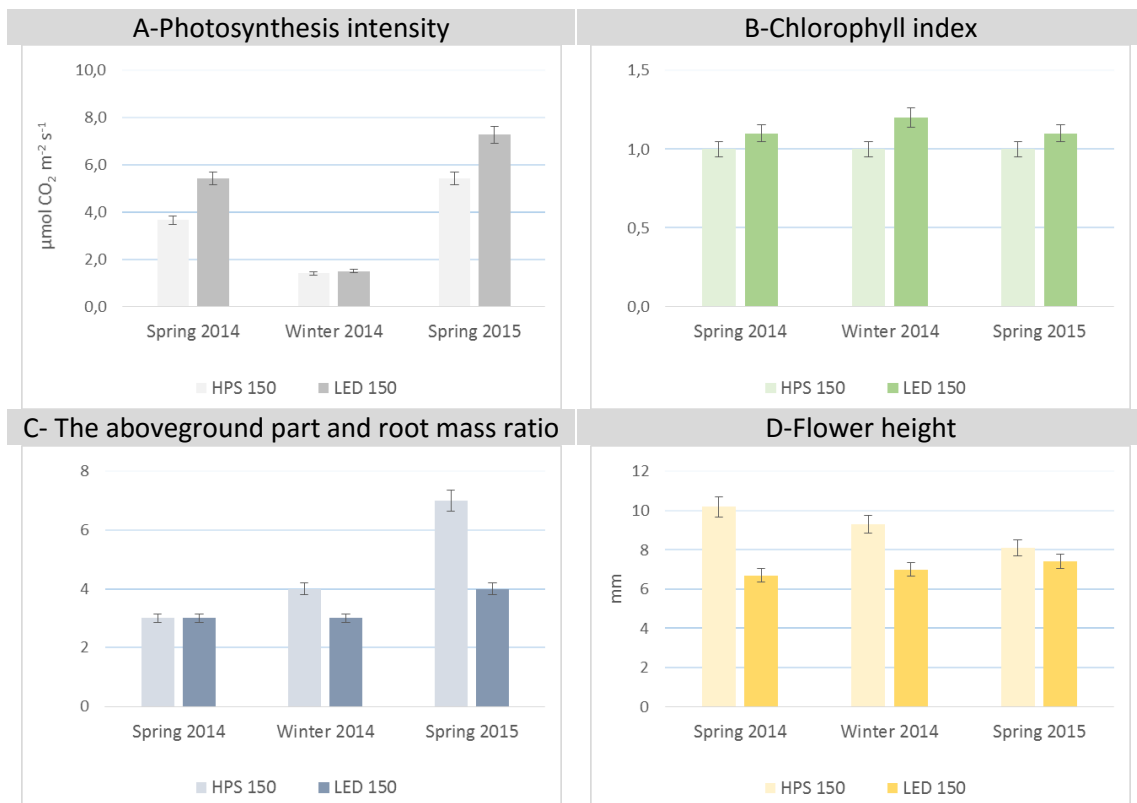 A-Photosynthesis intensity
10,0
8,0
6,0
4,0
2,0
0,0
µmol CO₂ m⁻² s⁻¹
Spring 2014 Winter 2014 Spring 2015
HPS 150 LED 150
B-Chlorophyll index
1,5
1,0
0,5
0,0
Spring 2014 Winter 2014 Spring 2015
HPS 150 LED 150
C- The aboveground part and root mass ratio
8
6
4
2
0
Spring 2014 Winter 2014 Spring 2015
HPS 150 LED 150
D-Flower height
12
10
8
6
4
2
0
mm
Spring 2014 Winter 2014 Spring 2015
HPS 150 LED 150